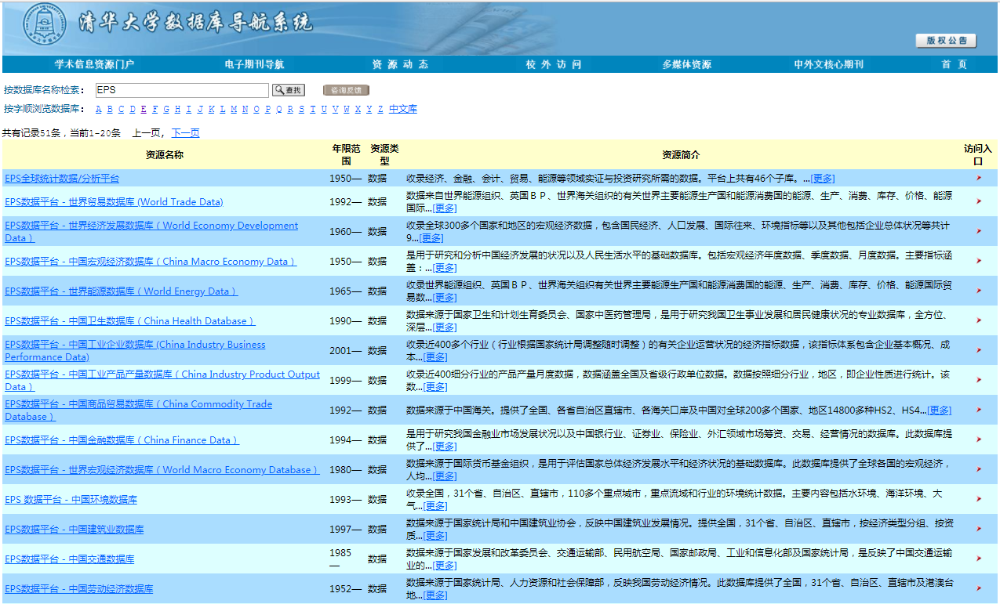 清华大学数据库导航系统
版权公告
学术信息资源门户 电子期刊导航 资源动态 校外访问 多媒体资源 中外文核心期刊 首页
按数据库名称检索： EPS 查找 咨询反馈
按字顺浏览数据库： A B C D E F G H I J K L M N O P Q R S T U V W X Y Z 中文库
共有记录51条，当前1-20条 上一页，下一页
资源名称 年限范围 资源类型 资源简介 访问入口
EPS全球统计数据/分析平台 1950— 数据 收录经济、金融、会计、贸易、能源等领域实证与投资研究所需的数据。平台上共有46个子库。...[更多]
EPS数据平台－世界贸易数据库 (World Trade Data) 1992— 数据 数据来自世界能源组织、英国ＢＰ、世界海关组织的有关世界主要能源生产国和能源消费国的能源、生产、消费、库存、价格、能源
国际...[更多]
EPS数据平台－世界经济发展数据库（World Economy Development
Data） 1960— 数据 收录全球300多个国家和地区的宏观经济数据，包含国民经济、人口发展、国际往来、环境指标等以及其他包括企业总体状况等共计
9...[更多]
EPS数据平台－中国宏观经济数据库（China Macro Economy Data） 1950— 数据 是用于研究和分析中国经济发展的状况以及人民生活水平的基础数据库。包括宏观经济年度数据、季度数据、月度数据。主要指标涵
盖：...[更多]
EPS数据平台－世界能源数据库（World Energy Data） 1965— 数据 收录世界能源组织、英国ＢＰ、世界海关组织有关世界主要能源生产国和能源消费国的能源、生产、消费、库存、价格、能源国际贸
易数...[更多]
EPS数据平台－中国卫生数据库（China Health Database） 1990— 数据 数据来源于国家卫生和计划生育委员会、国家中医药管理局，是用于研究我国卫生事业发展和居民健康状况的专业数据库，全方位、
深层...[更多]
EPS数据平台－中国工业企业数据库 (China Industry Business
Performance Data) 2001— 数据 收录近400多个行业（行业根据国家统计局调整随时调整）的有关企业运营状况的经济指标数据，该指标体系包含企业基本概况、成
本...[更多]
EPS数据平台－中国工业产品产量数据库（China Industry Product Output
Data） 1999— 数据 收录近400细分行业的产品产量月度数据，数据涵盖全国及省级行政单位数据。数据按照细分行业，地区，即企业性质进行统计。该
数...[更多]
EPS数据平台－中国商品贸易数据库（China Commodity Trade
Database） 1992— 数据 数据来源于中国海关。提供了全国、各省自治区直辖市、各海关口岸及中国对全球200多个国家、地区14800多种HS2、HS4...[更多]
EPS数据平台－中国金融数据库（China Finance Data） 1994— 数据 是用于研究我国金融业市场发展状况以及中国银行业、证券业、保险业、外汇领域市场筹资、交易、经营情况的数据库。此数据库提
供了...[更多]
EPS数据平台－世界宏观经济数据库（World Macro Economy Database） 1980— 数据 数据来源于国际货币基金组织，是用于评估国家总体经济发展水平和经济状况的基础数据库。此数据库提供了全球各国的宏观经济，
人均...[更多]
EPS 数据平台－中国环境数据库 1993— 数据 收录全国，31个省、自治区、直辖市，110多个重点城市，重点流域和行业的环境统计数据。主要内容包括水环境、海洋环境、大
气...[更多]
EPS数据平台－中国建筑业数据库 1997— 数据 数据来源于国家统计局和中国建筑业协会，反映中国建筑业发展情况。提供全国，31个省、自治区、直辖市，按经济类型分组、按资
质...[更多]
EPS数据平台－中国交通数据库 1985— 数据 数据来源于国家发展和改革委员会、交通运输部、民用航空局、国家邮政局、工业和信息化部及国家统计局，是反映了中国交通运输
业的...[更多]
EPS数据平台－中国劳动经济数据库 1952— 数据 数据来源于国家统计局、人力资源和社会保障部，反映我国劳动经济情况。此数据库提供了全国，31个省、自治区、直辖市及港澳台
地...[更多]